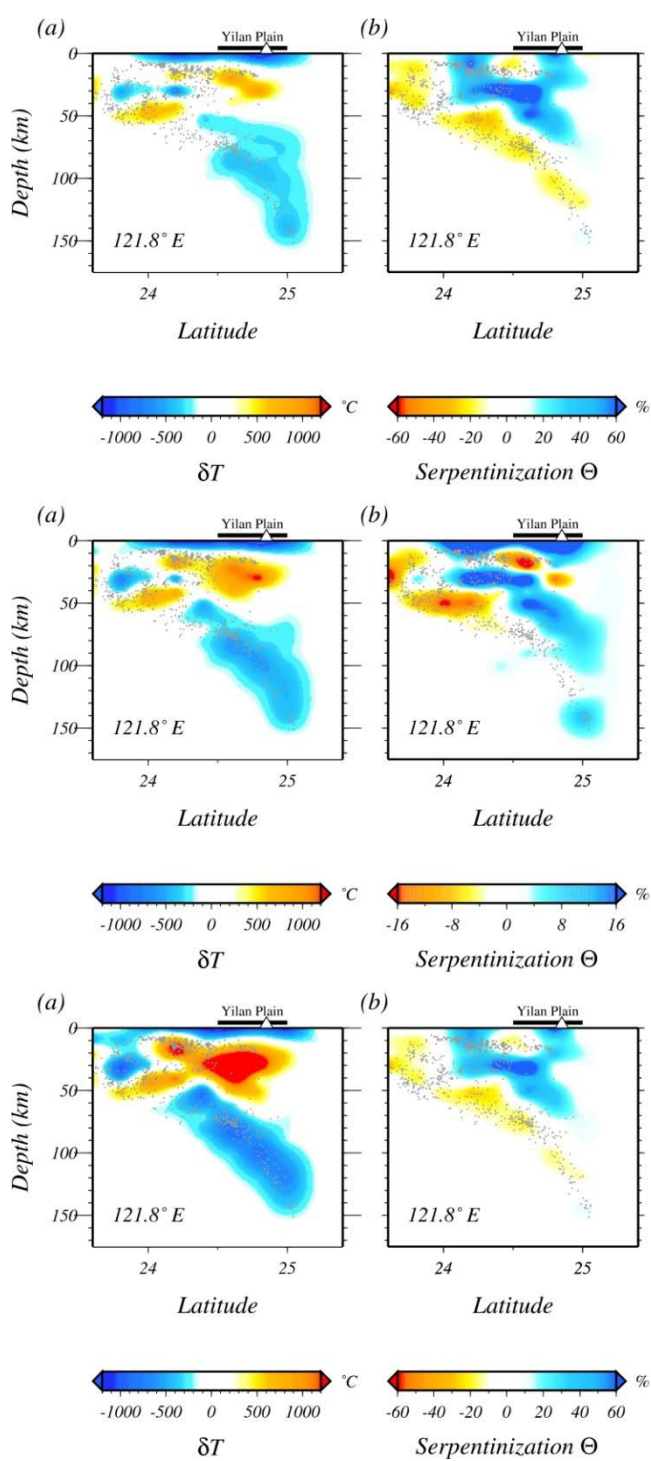 (a) (b)
Yilan Plain Yilan Plain
0
50
100
150
Depth (km)
121.8° E 121.8° E
24 25 24 25
Latitude Latitude
°C %
-1000 -500 0 500 1000 -60 -40 -20 0 20 40 60
δT Serpentinization Θ
(a) (b)
Yilan Plain Yilan Plain
0
50
100
150
Depth (km)
121.8° E 121.8° E
24 25 24 25
Latitude Latitude
°C %
-1000 -500 0 500 1000 -16 -8 0 8 16
δT Serpentinization Θ
(a) (b)
Yilan Plain Yilan Plain
0
50
100
150
Depth (km)
121.8° E 121.8° E
24 25 24 25
Latitude Latitude
°C %
-1000 -500 0 500 1000 -60 -40 -20 0 20 40 60
δT Serpentinization Θ